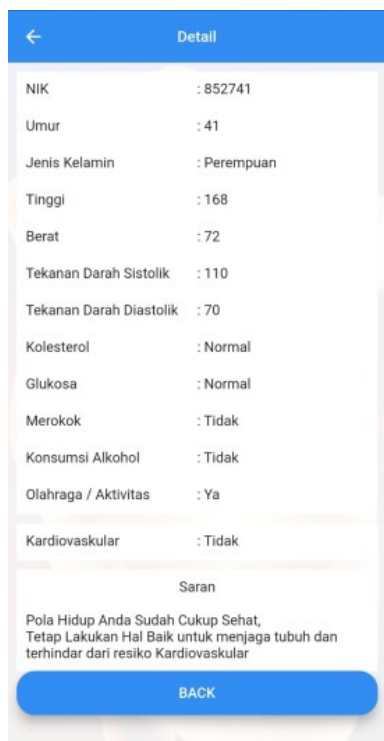 Detail
NIK : 852741
Umur : 41
Jenis Kelamin : Perempuan
Tinggi : 168
Berat : 72
Tekanan Darah Sistolik : 110
Tekanan Darah Diastolik : 70
Kolesterol : Normal
Glukosa : Normal
Merokok : Tidak
Konsumsi Alkohol : Tidak
Olahraga / Aktivitas : Ya
Kardiovaskular : Tidak
Saran
Pola Hidup Anda Sudah Cukup Sehat,
Tetap Lakukan Hal Baik untuk menjaga tubuh dan
terhindar dari resiko Kardiovaskular
BACK